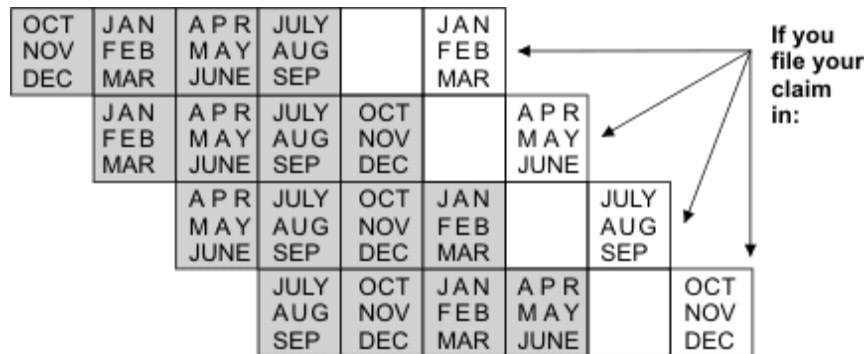 OCT JAN APR JULY JAN
NOV FEB MAY AUG FEB
DEC MAR JUNE SEP MAR
If you
file your
claim
in:
JAN APR JULY OCT APR
FEB MAY AUG NOV MAY
MAR JUNE SEP DEC JUNE
APR JULY OCT JAN JULY
MAY AUG NOV FEB AUG
JUNE SEP DEC MAR SEP
JULY OCT JAN APR OCT
AUG NOV FEB MAY NOV
SEP DEC MAR JUNE DEC